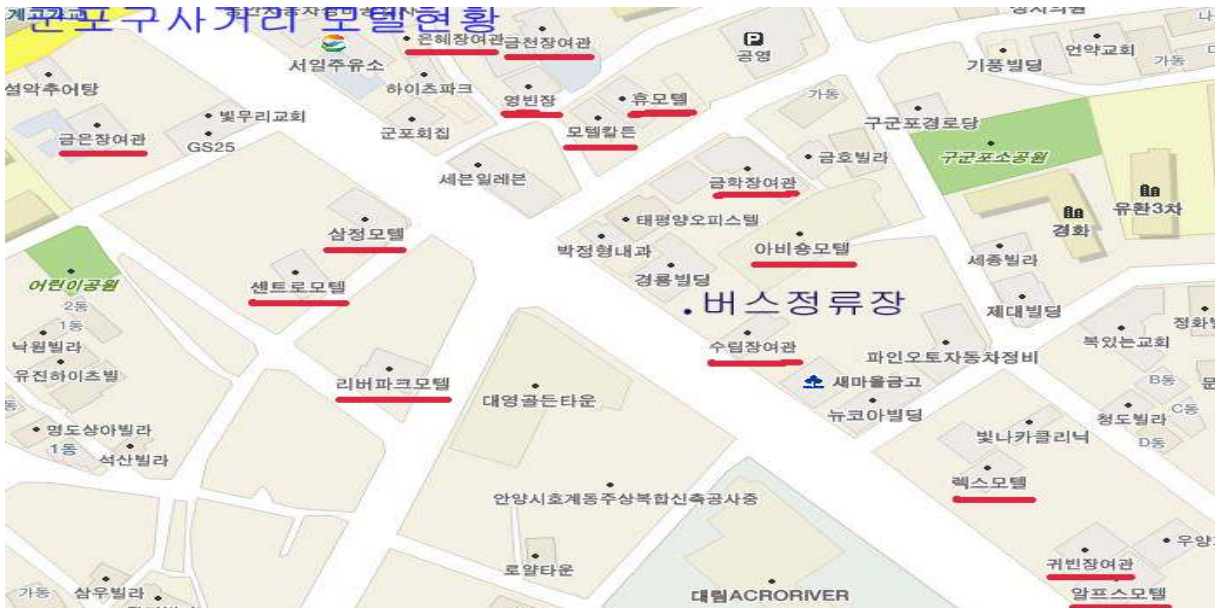 군포구사거리 모텔현황
은혜장여관
금천장여관
서일주유소
P
공영
기풍빌딩
언약교회
가동
설악추어탕
하이츠파크
영빈장
휴모텔
가동
빛무리교회
군포회집
모텔칼튼
구군포경로당
금은장여관
GS25
세븐일레븐
금학장여관
금호빌라
구군포소공원
유환3차
삼정모텔
태평양오피스텔
박정형내과
아비숑모텔
경화
세종빌라
어린이공원
센트로모텔
경룡빌딩
버스정류장
2동
1동
낙원빌라
제대빌딩
정화빌
복있는교회
수림장여관
파인오토자동차정비
유진하이츠빌
리버파크모텔
대영골든타운
새마을금고
B동
뉴코아빌딩
C동
청도빌라
명도상아빌라
1동
석산빌라
빛나카클리닉
D동
렉스모텔
안양시호계동주상복합신축공사중
우양
로얄타운
귀빈장여관
가동
삼우빌라
대림ACRORIVER
알프스모텔